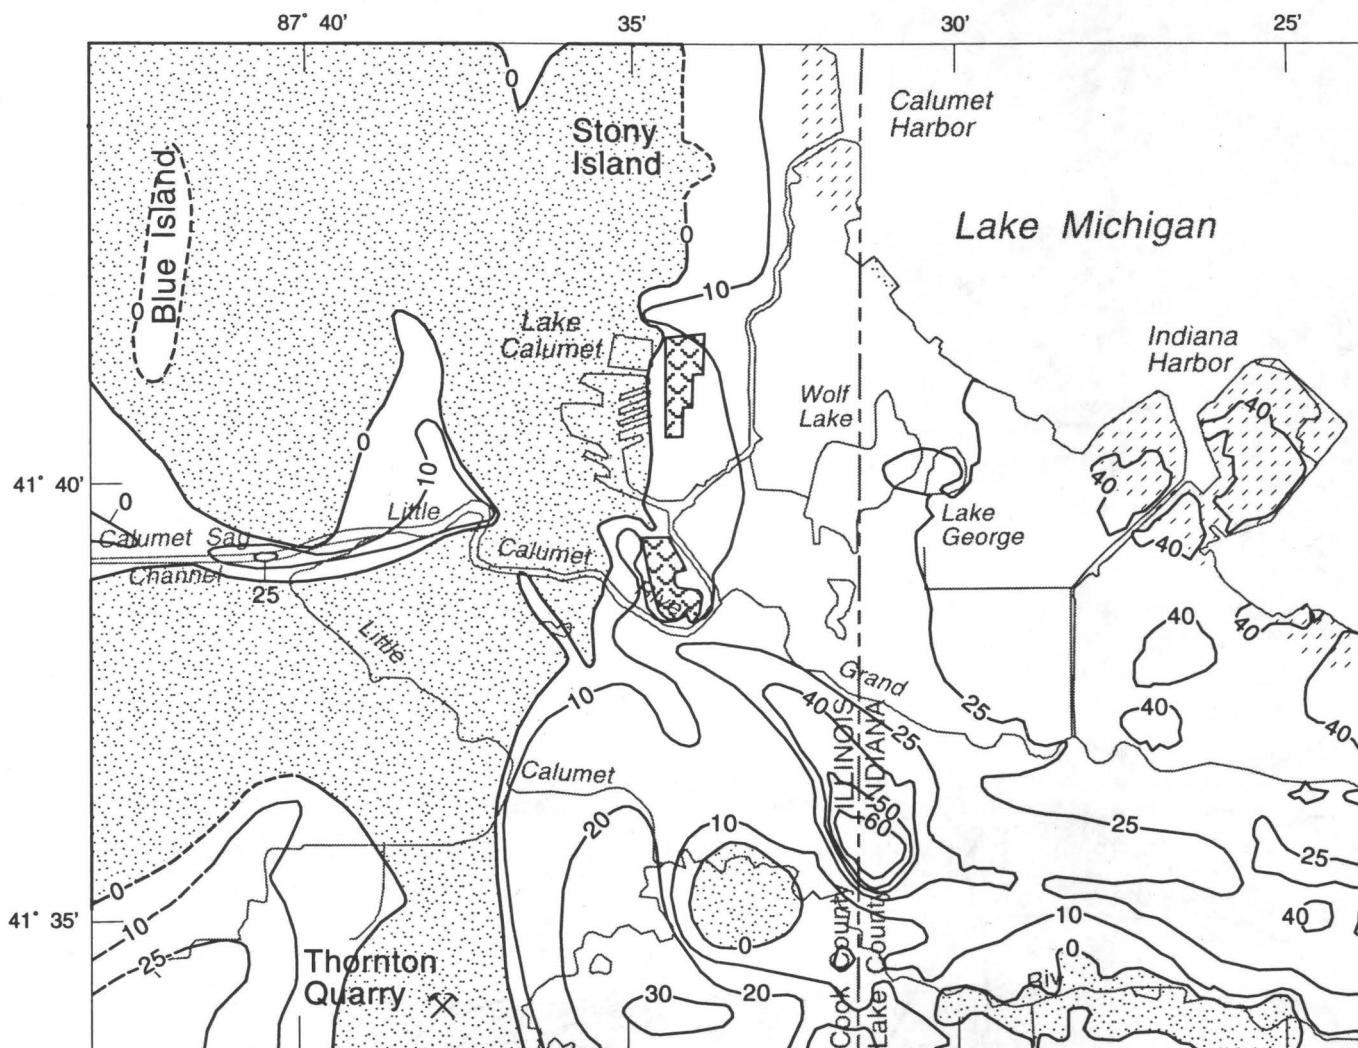 87° 40'
35'
30'
25'
0
Calumet
Harbor
Stony
Island
Blue Island
Lake Michigan
0
10
0
Lake
Calumet
Indiana
Harbor
Wolf
Lake
40
0
10
41° 40'
0
40
Little
Lake
George
Calumet Sag
Calumet
40
Channel
25
River
40
40
Little
Grand
10
40
25
25
40
40
ILLINOIS
INDIANA
Calumet
50
60
20
10
25
25
0
10
25
41° 35'
Cook County
Lake County
10
40
0
0
Thornton
Quarry
30
20
10
Riv